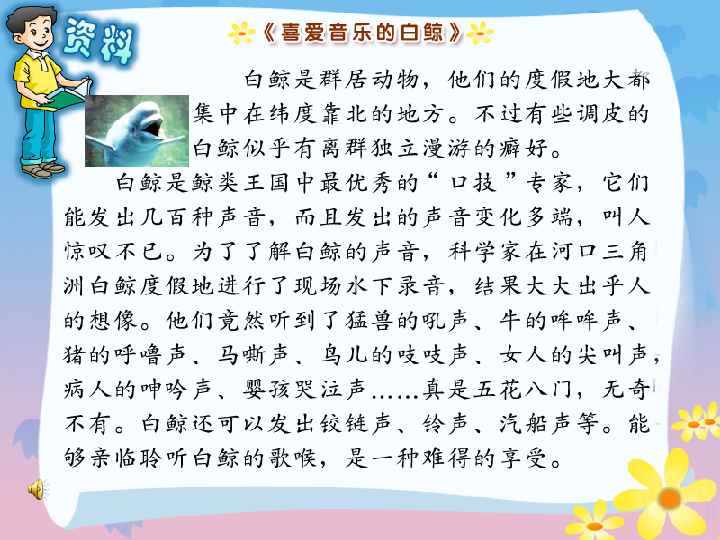 资料
《喜爱音乐的白鲸》
白鲸是群居动物，他们的度假地大都
集中在纬度靠北的地方。不过有些调皮的
白鲸似乎有离群独立漫游的癖好。
白鲸是鲸类王国中最优秀的“口技”专家，它们
能发出几百种声音，而且发出的声音变化多端，叫人
惊叹不已。为了了解白鲸的声音，科学家在河口三角
洲白鲸度假地进行了现场水下录音，结果大大出乎人
的想像。他们竟然听到了猛兽的吼声、牛的哞哞声、
猪的呼噜声、马嘶声、鸟儿的吱吱声、女人的尖叫声，
病人的呻吟声、婴孩哭泣声……真是五花八门，无奇
不有。白鲸还可以发出铰链声、铃声、汽船声等。能
够亲临聆听白鲸的歌喉，是一种难得的享受。